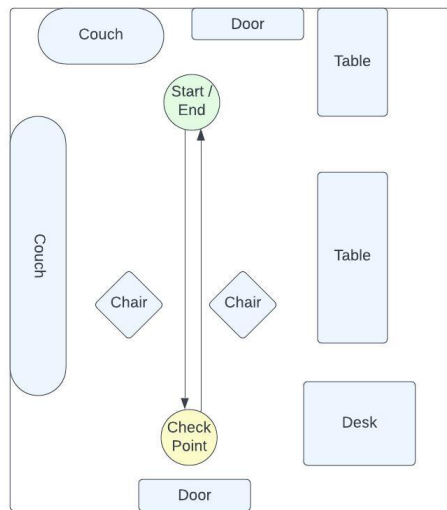 Couch
Door
Table
Start /
End
Couch
Table
Chair
Chair
Check
Point
Desk
Door